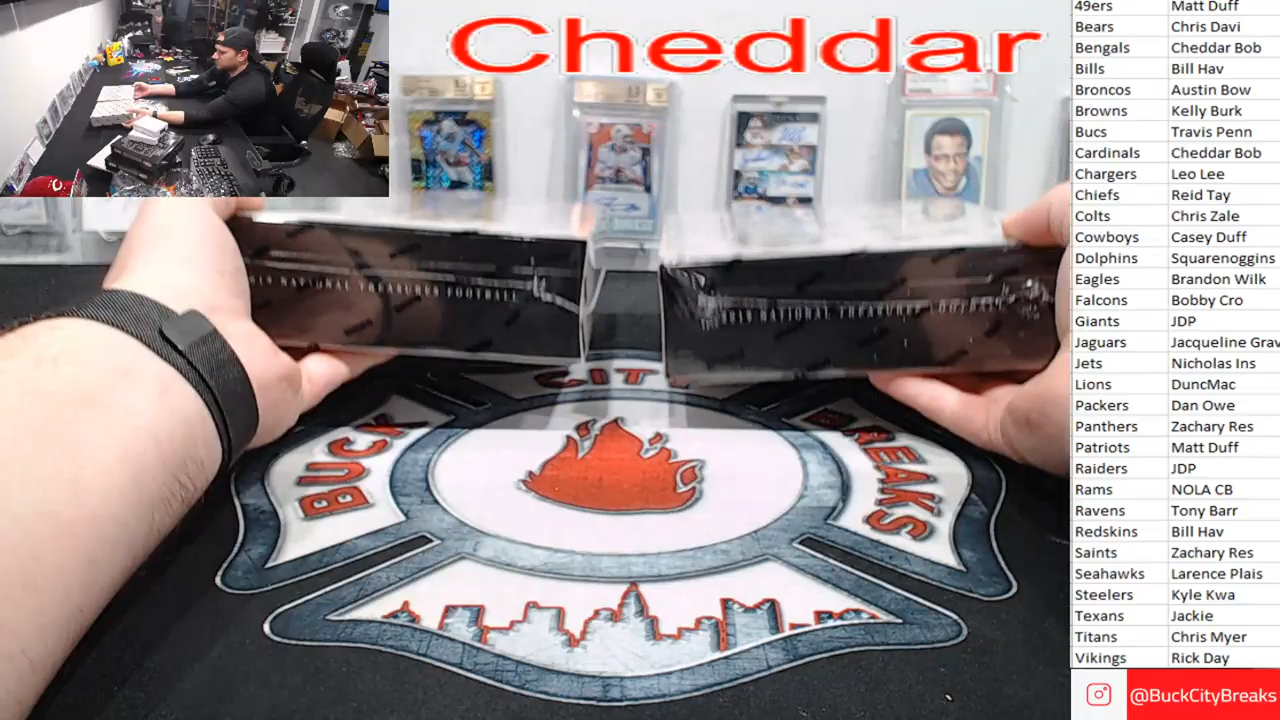 Cheddar
49ers Matt Duff
Bears Chris Davi
Bengals Cheddar Bob
Bills Bill Hav
Broncos Austin Bow
Browns Kelly Burk
Bucs Travis Penn
Cardinals Cheddar Bob
Chargers Leo Lee
Chiefs Reid Tay
Colts Chris Zale
Cowboys Casey Duff
Dolphins Squarenoggins
Eagles Brandon Wilk
Falcons Bobby Cro
Giants JDP
Jaguars Jacqueline Grav
Jets Nicholas Ins
Lions DuncMac
Packers Dan Owe
Panthers Zachary Res
Patriots Matt Duff
Raiders JDP
Rams NOLA CB
Ravens Tony Barr
Redskins Bill Hav
Saints Zachary Res
Seahawks Larence Plais
Steelers Kyle Kwa
Texans Jackie
Titans Chris Myer
Vikings Rick Day
@BuckCityBreaks
NATIONAL TREASURES FOOTBALL
NATIONAL TREASURES
BUCK
CITY
BREAKS